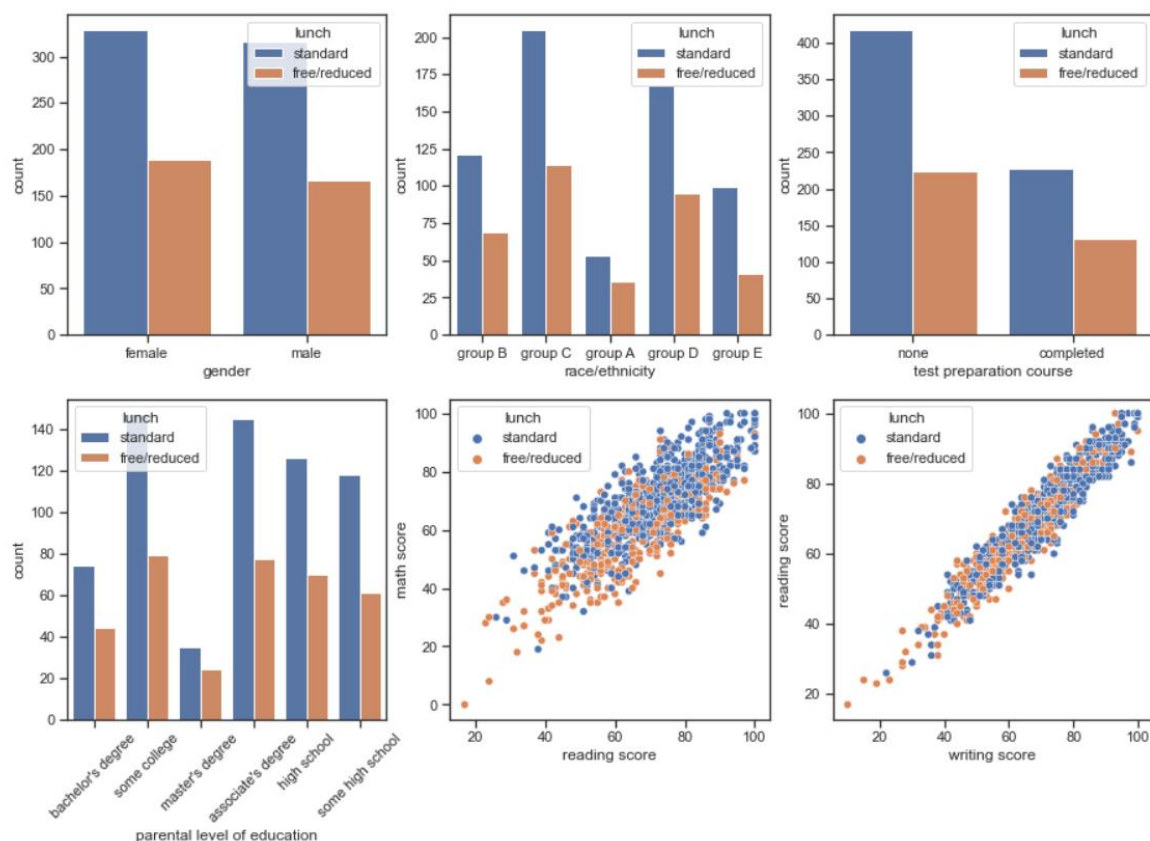 300
250
200
150
100
50
0
count
lunch
standard
free/reduced
female
male
gender
200
175
150
125
100
75
50
25
0
count
lunch
standard
free/reduced
group B
group C
group A
group D
group E
race/ethnicity
400
350
300
250
200
150
100
50
0
count
lunch
standard
free/reduced
none
completed
test preparation course
140
120
100
80
60
40
20
0
count
lunch
standard
free/reduced
bachelor's degree
some college
master's degree
associate's degree
high school
some high school
parental level of education
100
80
60
40
20
0
math score
lunch
standard
free/reduced
20
40
60
80
100
reading score
100
80
60
40
20
reading score
lunch
standard
free/reduced
20
40
60
80
100
writing score